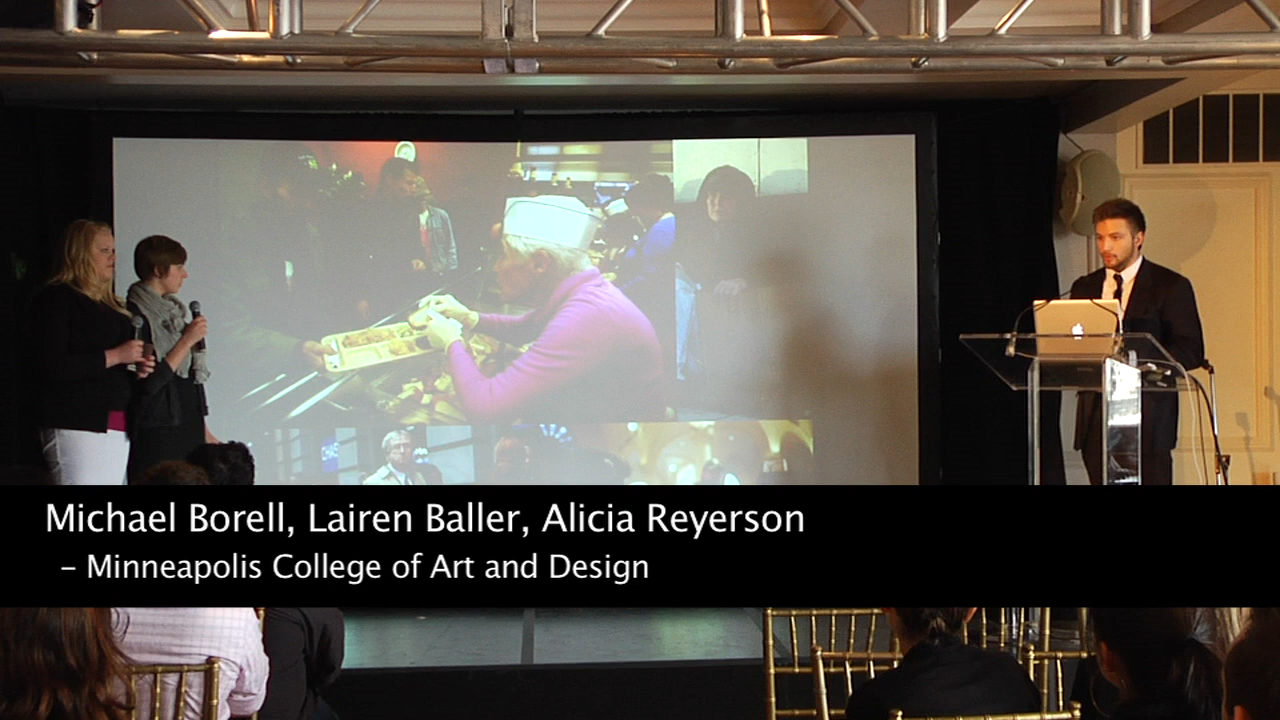 Michael Borell, Lairen Baller, Alicia Reyerson
– Minneapolis College of Art and Design